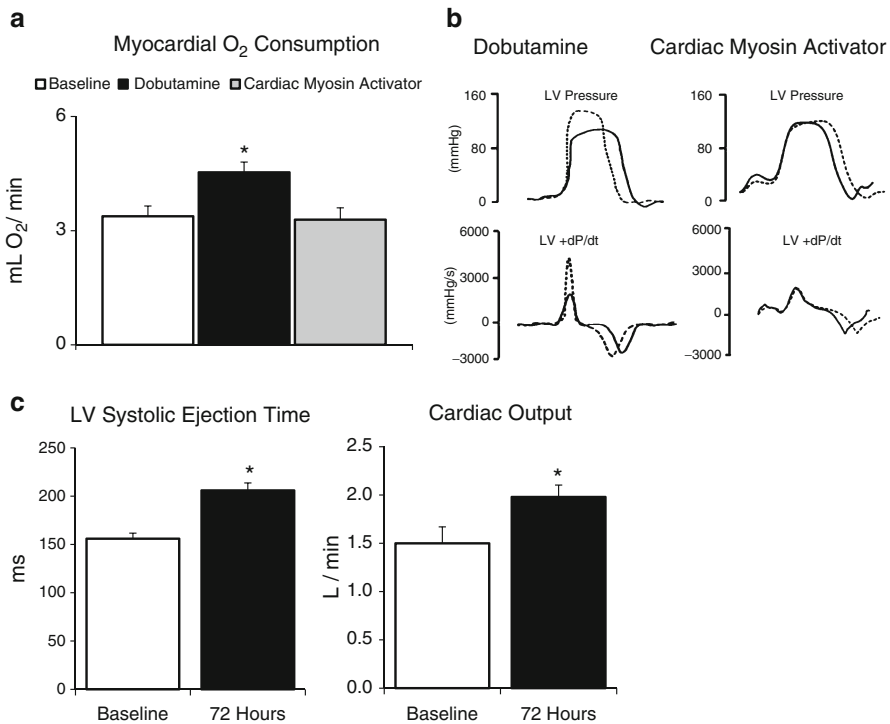 a
Myocardial O2 Consumption
Baseline Dobutamine Cardiac Myosin Activator
6
*
3
0
mL O2/ min
b
Dobutamine
Cardiac Myosin Activator
LV Pressure
160
80
0
(mmHg)
LV Pressure
160
80
0
LV +dP/dt
6000
3000
0
−3000
(mmHg/s)
LV +dP/dt
6000
3000
0
−3000
c
LV Systolic Ejection Time
250
200
150
100
50
0
ms
*
Baseline 72 Hours
Cardiac Output
2.5
2.0
1.5
1.0
0.5
0.0
L / min
*
Baseline 72 Hours